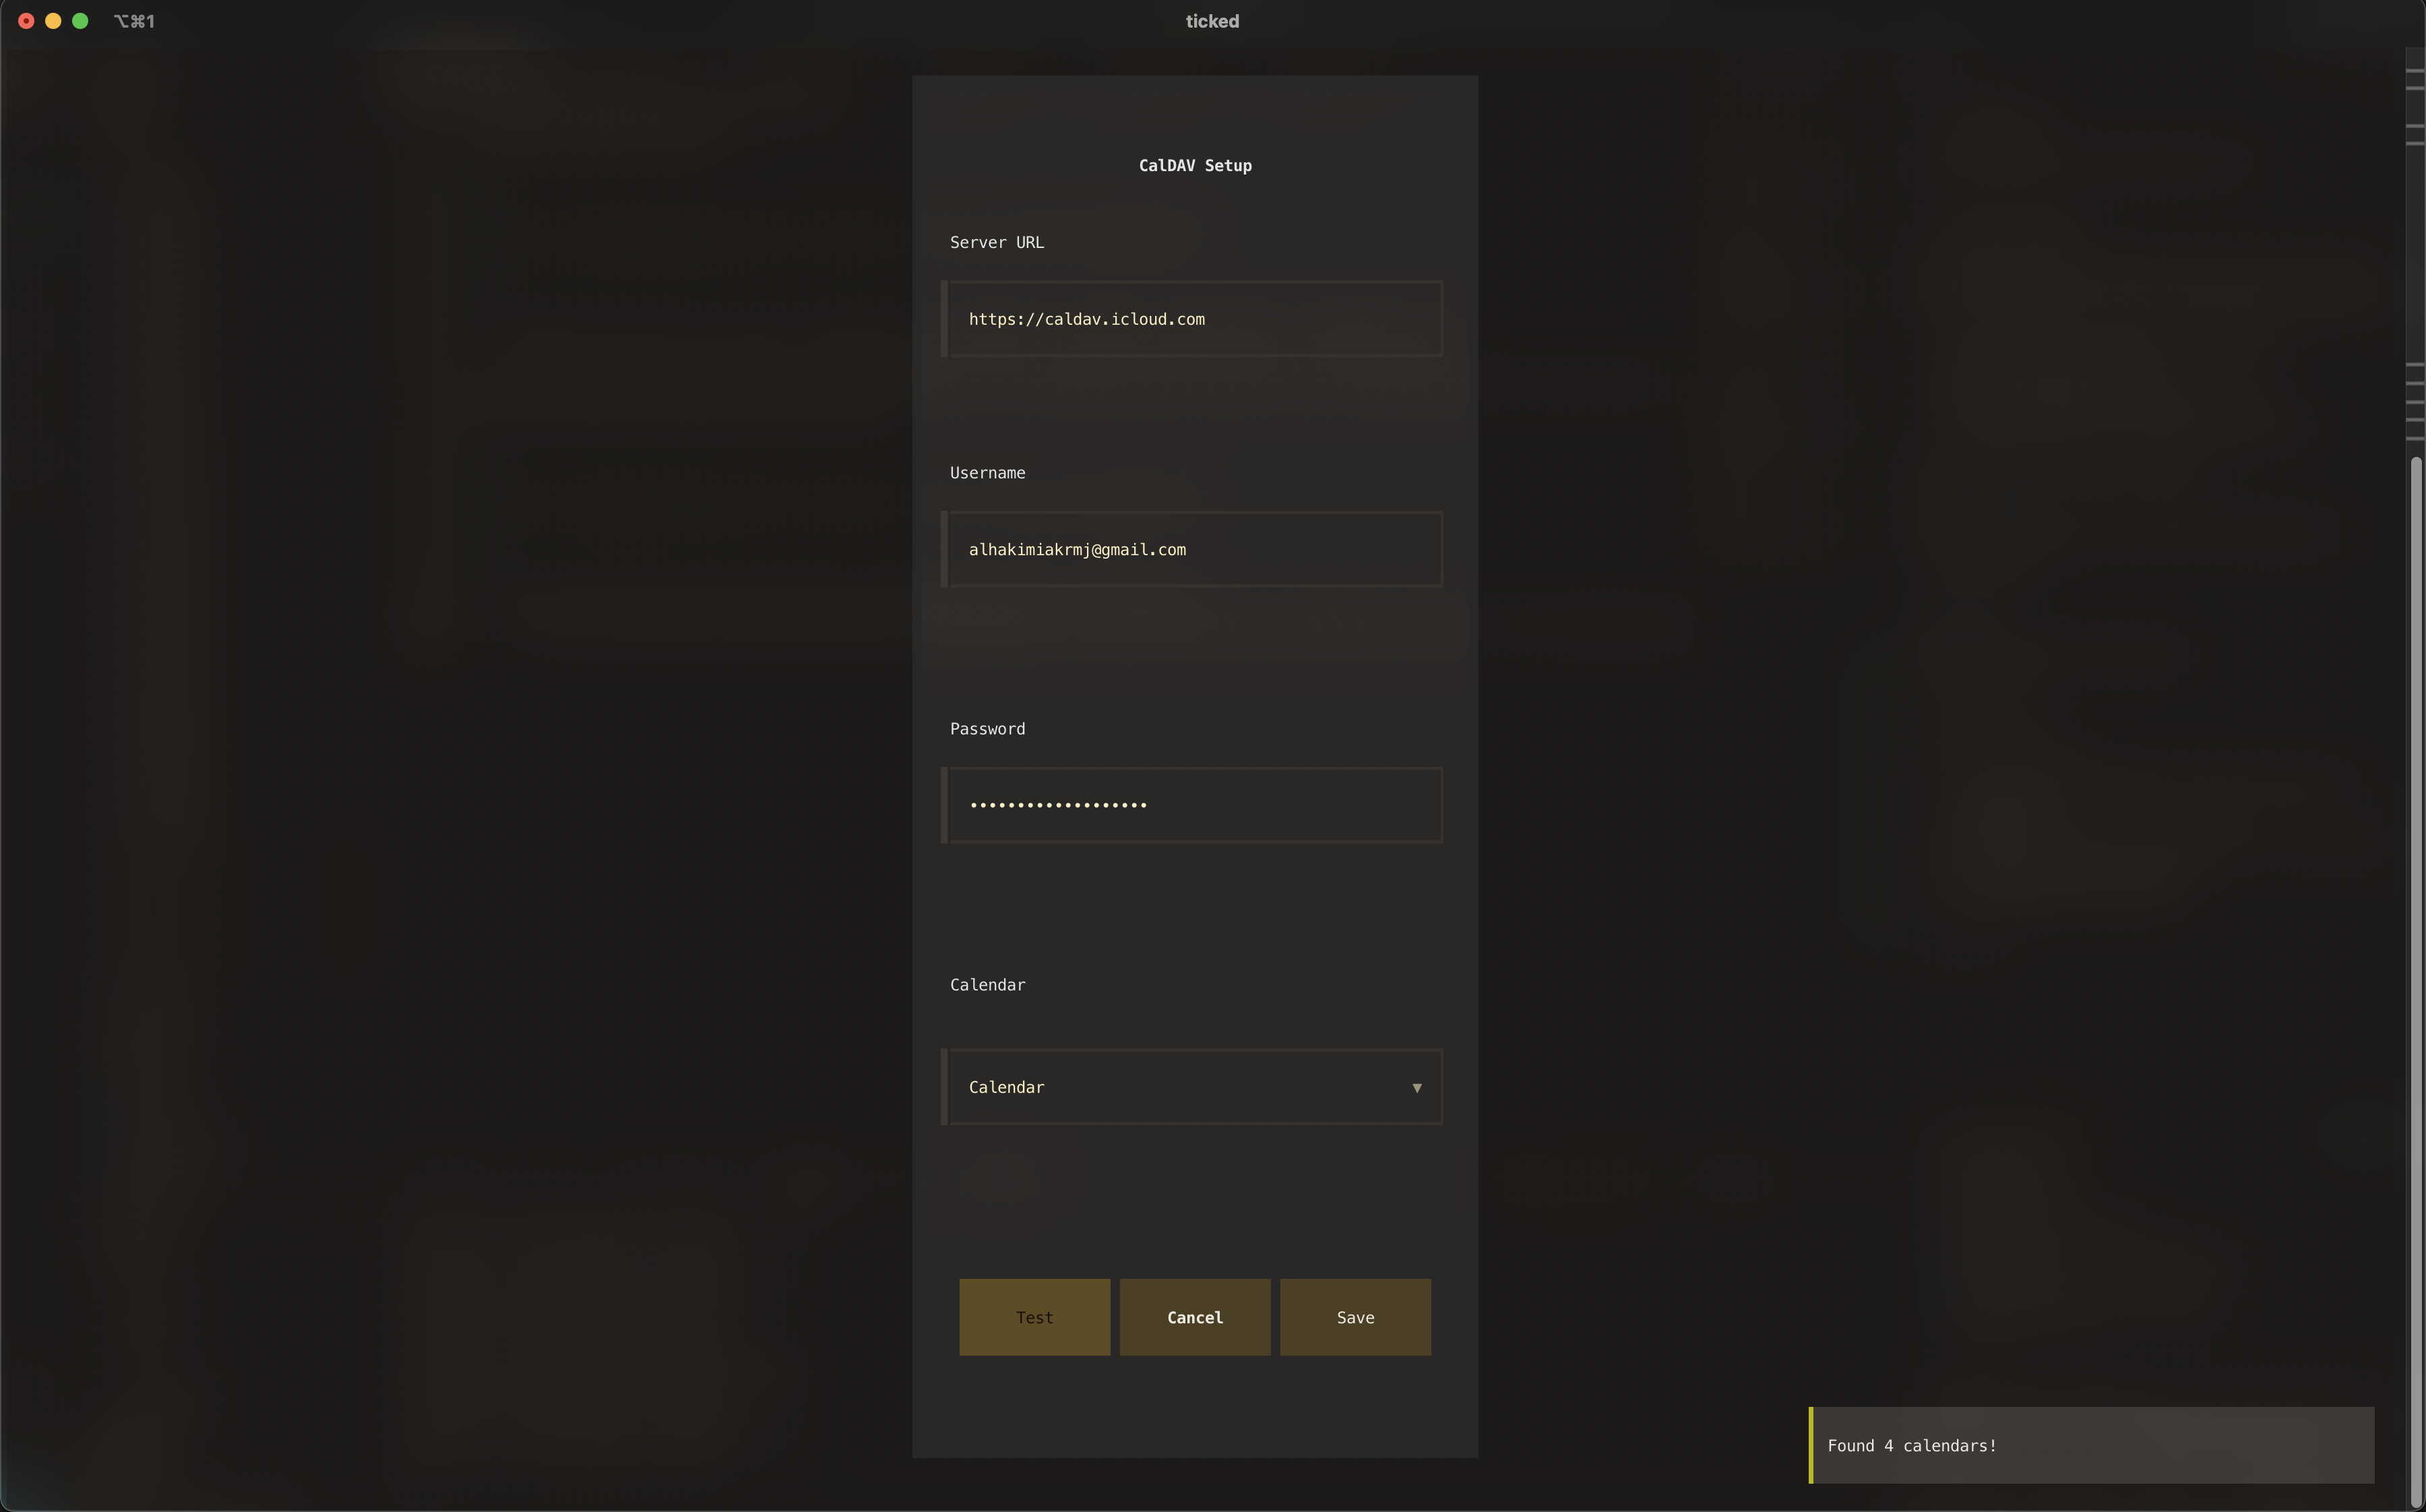 ⌥⌘1
ticked
CalDAV Setup
Server URL
https://caldav.icloud.com
Username
alhakimiakrmj@gmail.com
Password
•••••••••••••••••••
Calendar
Calendar ▼
Test Cancel Save
Found 4 calendars!